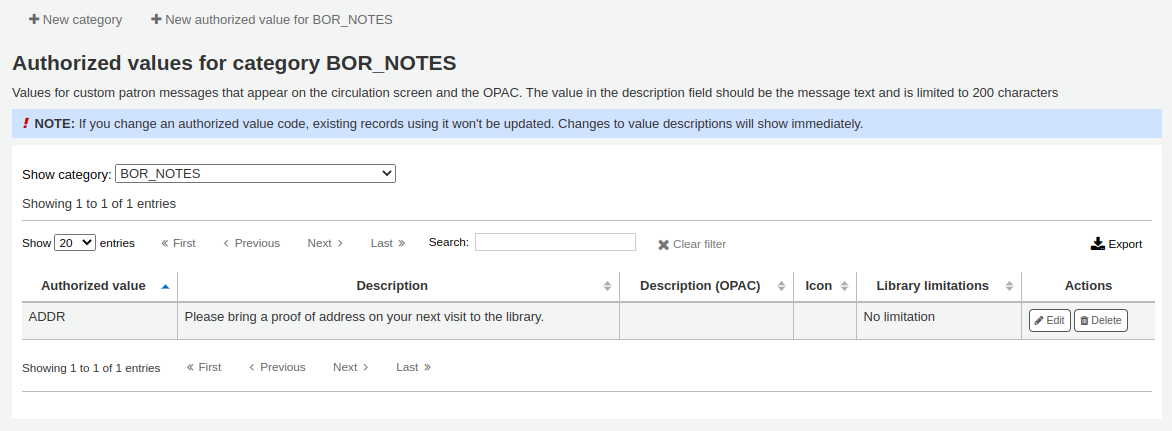 New category New authorized value for BOR_NOTES
Authorized values for category BOR_NOTES
Values for custom patron messages that appear on the circulation screen and the OPAC. The value in the description field should be the message text and is limited to 200 characters
! NOTE: If you change an authorized value code, existing records using it won't be updated. Changes to value descriptions will show immediately.
Show category: BOR_NOTES
Showing 1 to 1 of 1 entries
Show 20 entries First Previous Next Last Search: Clear filter Export
Authorized value Description Description (OPAC) Icon Library limitations Actions
ADDR Please bring a proof of address on your next visit to the library. No limitation Edit Delete
Showing 1 to 1 of 1 entries First Previous Next Last